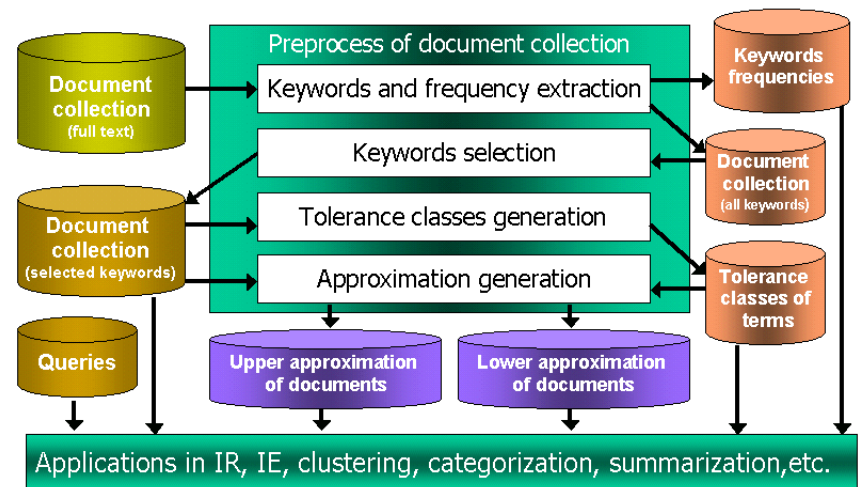 Preprocess of document collection
Document
collection
(full text)
Keywords and frequency extraction
Keywords
frequencies
Keywords selection
Document
collection
(all keywords)
Document
collection
(selected keywords)
Tolerance classes generation
Approximation generation
Tolerance
classes of
terms
Queries
Upper approximation
of documents
Lower approximation
of documents
Applications in IR, IE, clustering, categorization, summarization,etc.